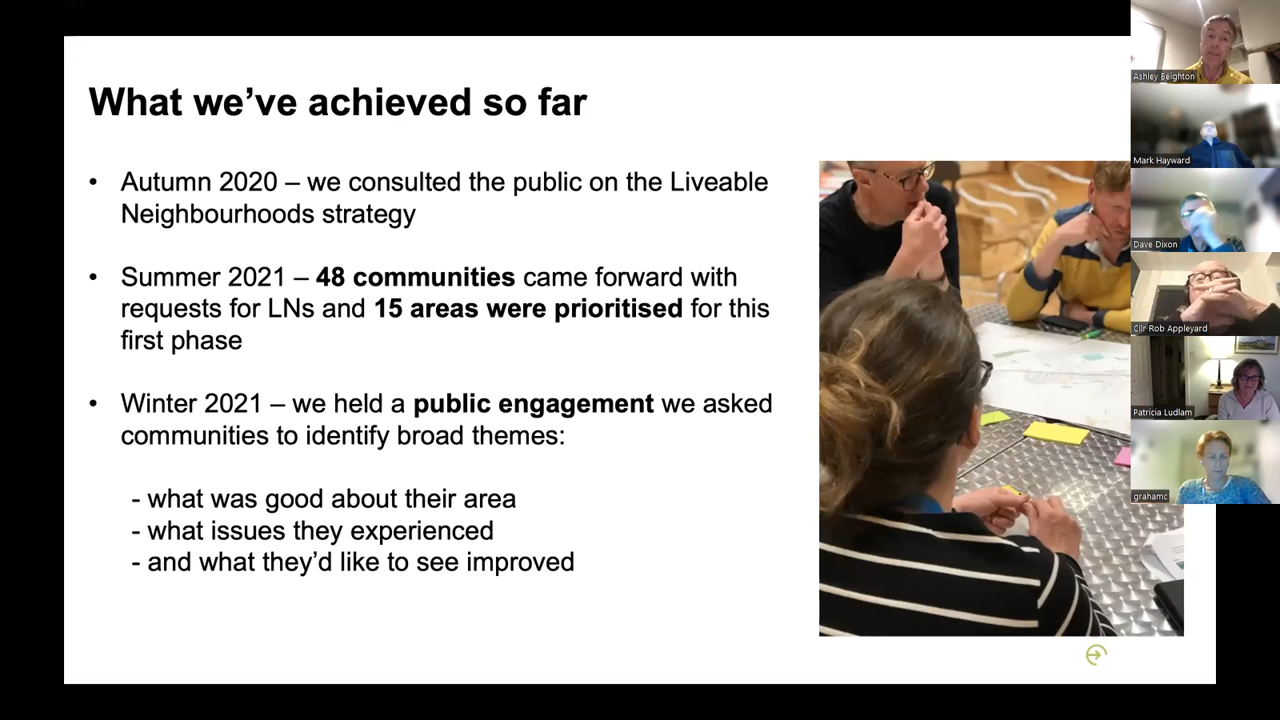 What we’ve achieved so far
• Autumn 2020 – we consulted the public on the Liveable
Neighbourhoods strategy
• Summer 2021 – 48 communities came forward with
requests for LNs and 15 areas were prioritised for this
first phase
• Winter 2021 – we held a public engagement we asked
communities to identify broad themes:
- what was good about their area
- what issues they experienced
- and what they’d like to see improved
Ashley Beighton
Mark Hayward
Dave Dixon
Cllr Rob Appleyard
Patricia Ludlam
grahamc